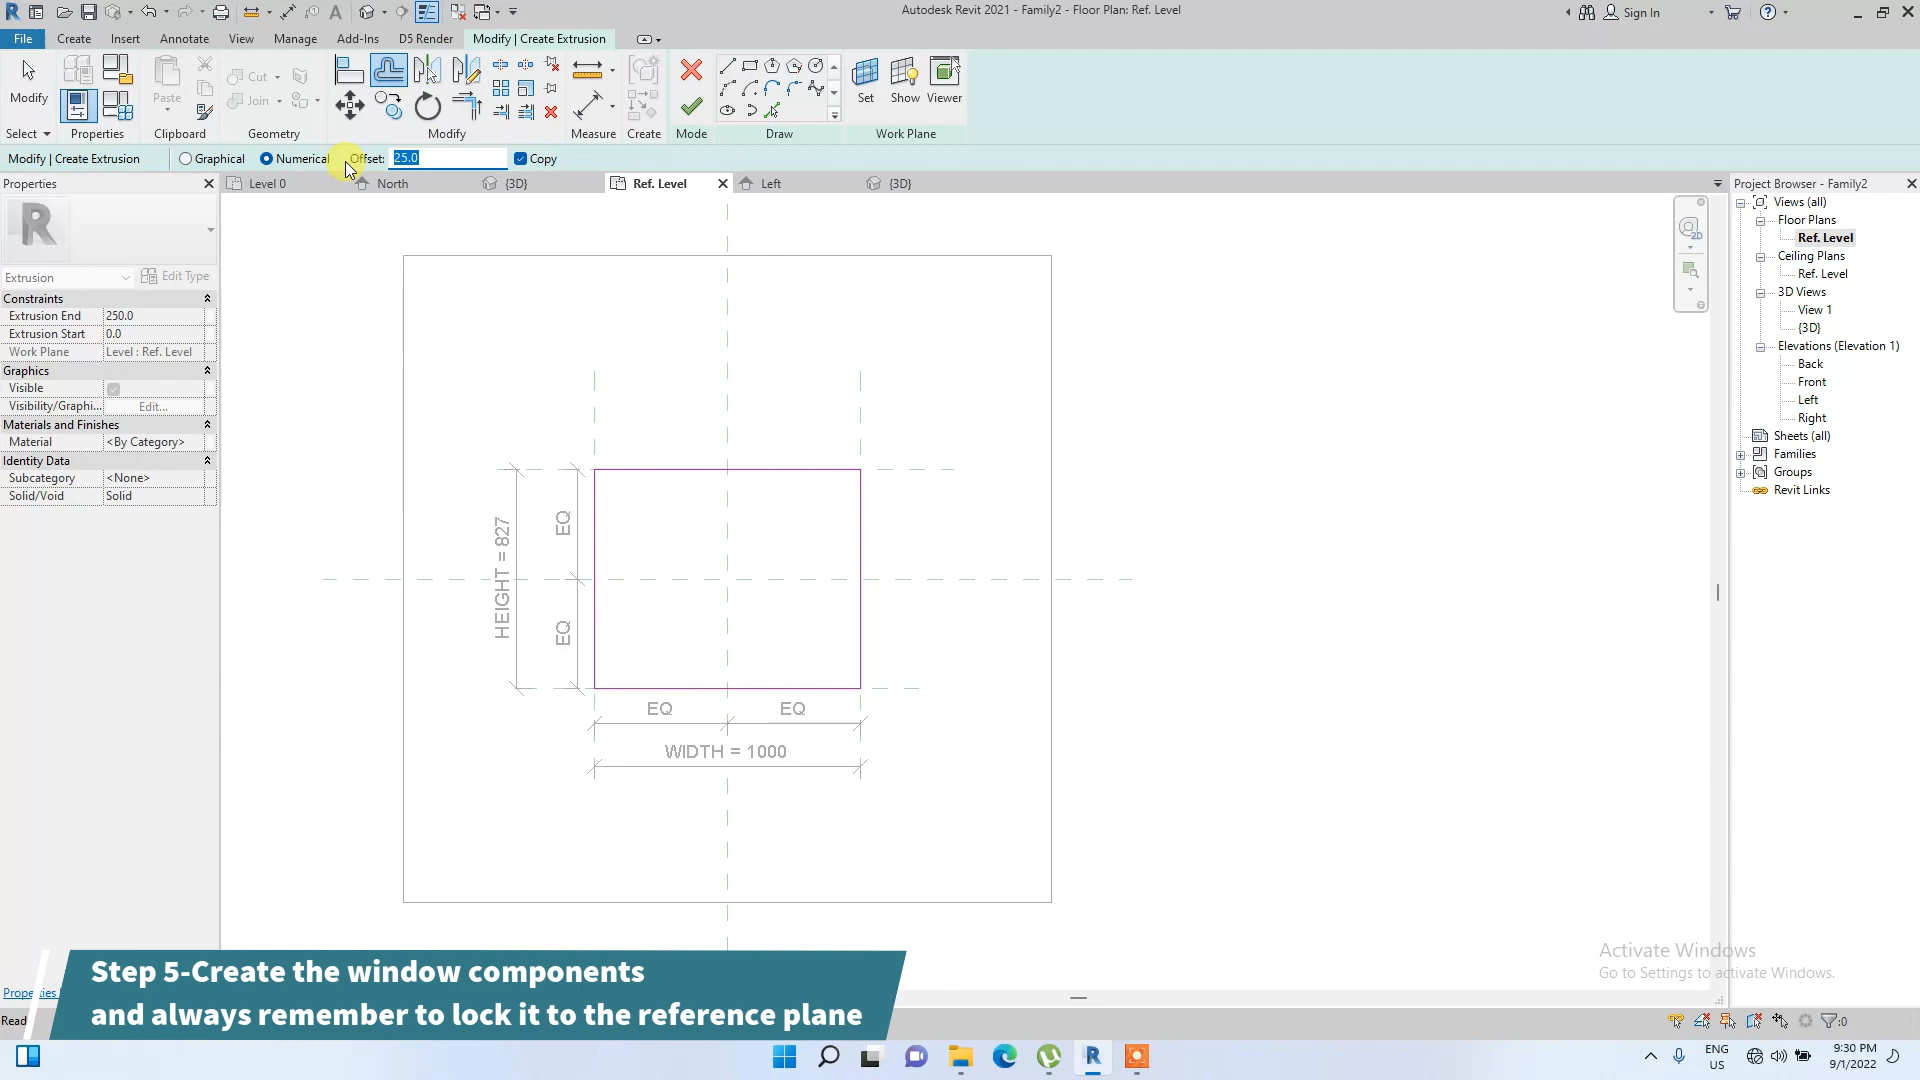 Autodesk Revit 2021 - Family2 - Floor Plan: Ref. Level
Sign In
File
Create
Insert
Annotate
View
Manage
Add-Ins
D5 Render
Modify | Create Extrusion
Modify
Paste
Cut
Join
Set
Show
Viewer
Select
Properties
Clipboard
Geometry
Modify
Measure
Create
Mode
Draw
Work Plane
Modify | Create Extrusion
Graphical
Numerical
Offset:
25.0
Copy
Properties
Level 0
North
{3D}
Ref. Level
Left
{3D}
Project Browser - Family2
Extrusion
Edit Type
Constraints
Extrusion End 250.0
Extrusion Start 0.0
Work Plane Level : Ref. Level
Graphics
Visible
Visibility/Graphi... Edit...
Materials and Finishes
Material <By Category>
Identity Data
Subcategory <None>
Solid/Void Solid
Views (all)
Floor Plans
Ref. Level
Ceiling Plans
Ref. Level
3D Views
View 1
{3D}
Elevations (Elevation 1)
Back
Front
Left
Right
Sheets (all)
Families
Groups
Revit Links
2D
HEIGHT = 827
EQ
EQ
EQ
EQ
WIDTH = 1000
Activate Windows
Go to Settings to activate Windows.
Step 5-Create the window components
and always remember to lock it to the reference plane
:0
ENG
US
9:30 PM
9/1/2022